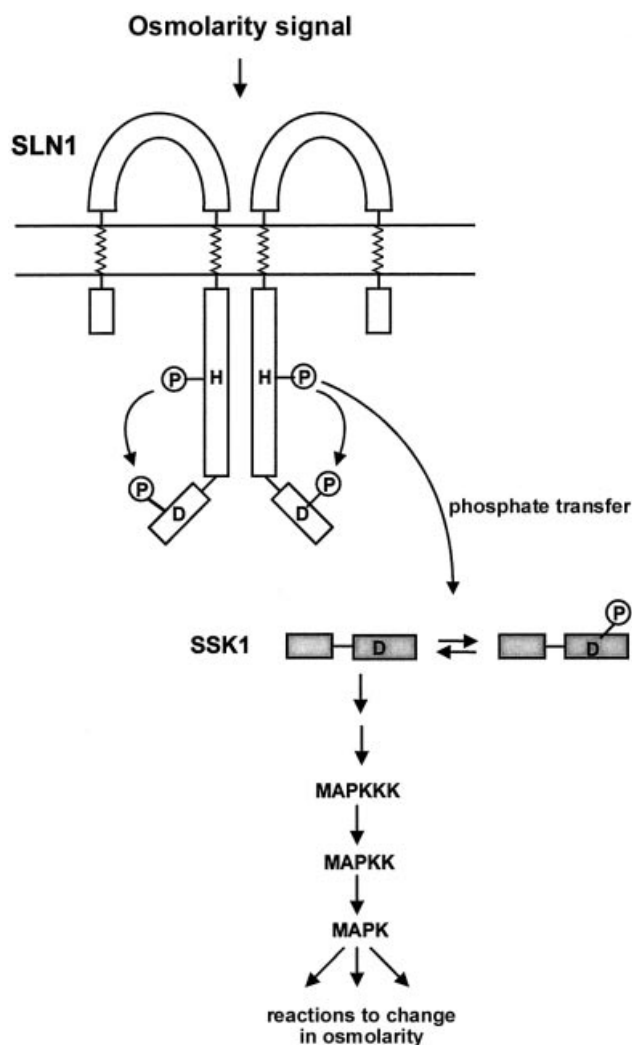 Osmolarity signal
SLN1
P H H P
P D D P
phosphate transfer
P
SSK1 D D
MAPKKK
MAPKK
MAPK
reactions to change
in osmolarity